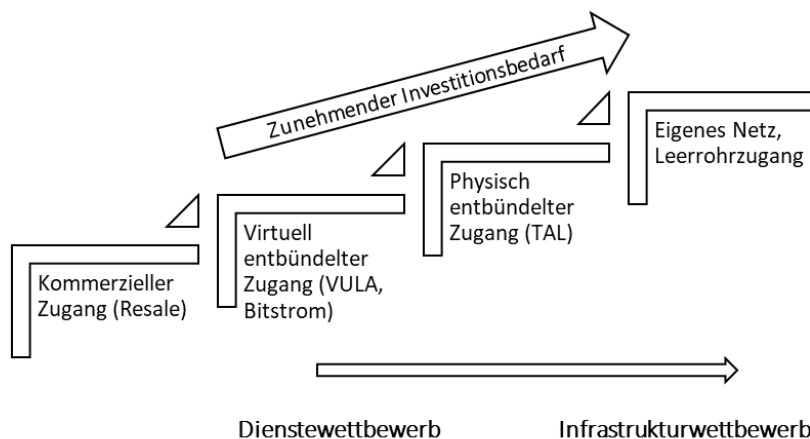 Zunehmender Investitionsbedarf
Eigenes Netz,
Leerrohrzugang
Physisch
entbündelter
Zugang (TAL)
Virtuell
entbündelter
Zugang (VULA,
Bitstrom)
Kommerzieller
Zugang (Resale)
Dienstewettbewerb
Infrastrukturwettbewerb